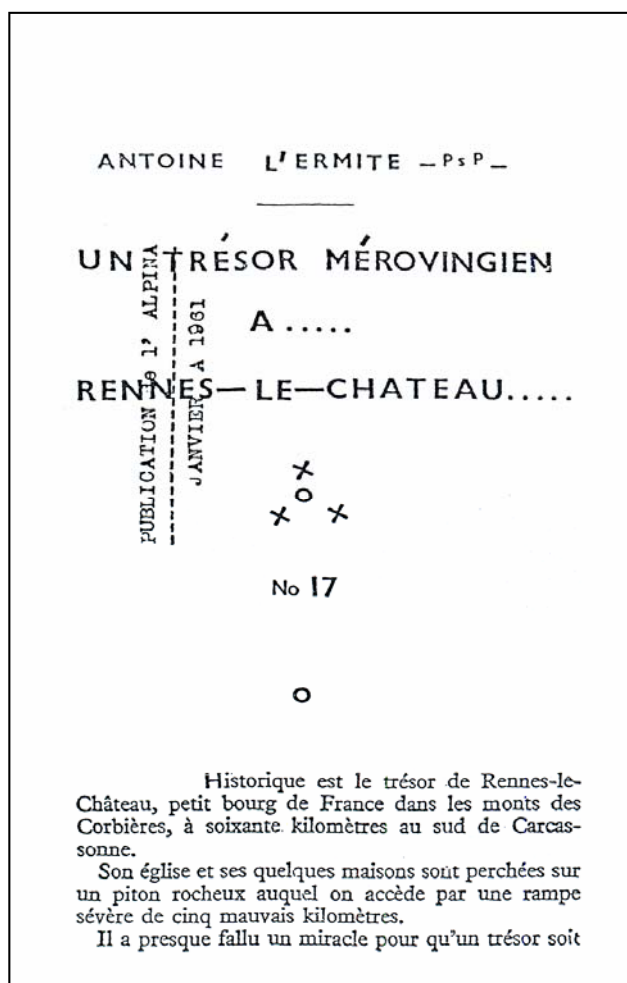 ANTOINE L'ERMITE – PsP –
UN TRÉSOR MÉROVINGIEN
A.....
RENNES—LE—CHATEAU.....
PUBLICATION de l' ALPINA
JANVIER A 1961
No 17
Historique est le trésor de Rennes-le-
Château, petit bourg de France dans les monts des
Corbières, à soixante kilomètres au sud de Carcas-
sonne.
Son église et ses quelques maisons sont perchées sur
un piton rocheux auquel on accède par une rampe
sévère de cinq mauvais kilomètres.
Il a presque fallu un miracle pour qu'un trésor soit